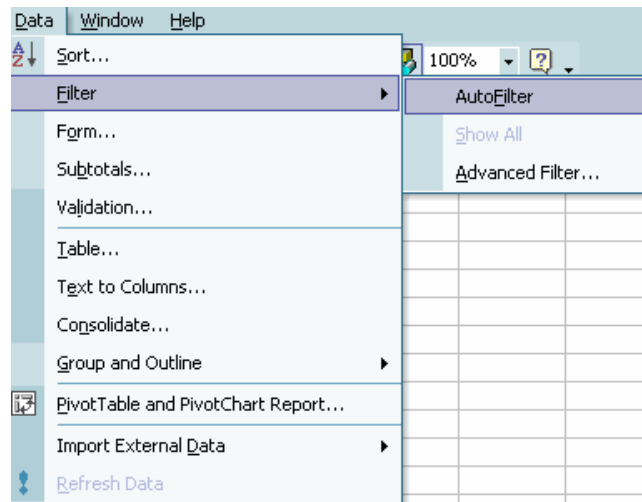 Data Window Help
Sort...
100%
Filter
AutoFilter
Form...
Show All
Subtotals...
Advanced Filter...
Validation...
Table...
Text to Columns...
Consolidate...
Group and Outline
PivotTable and PivotChart Report...
Import External Data
Refresh Data